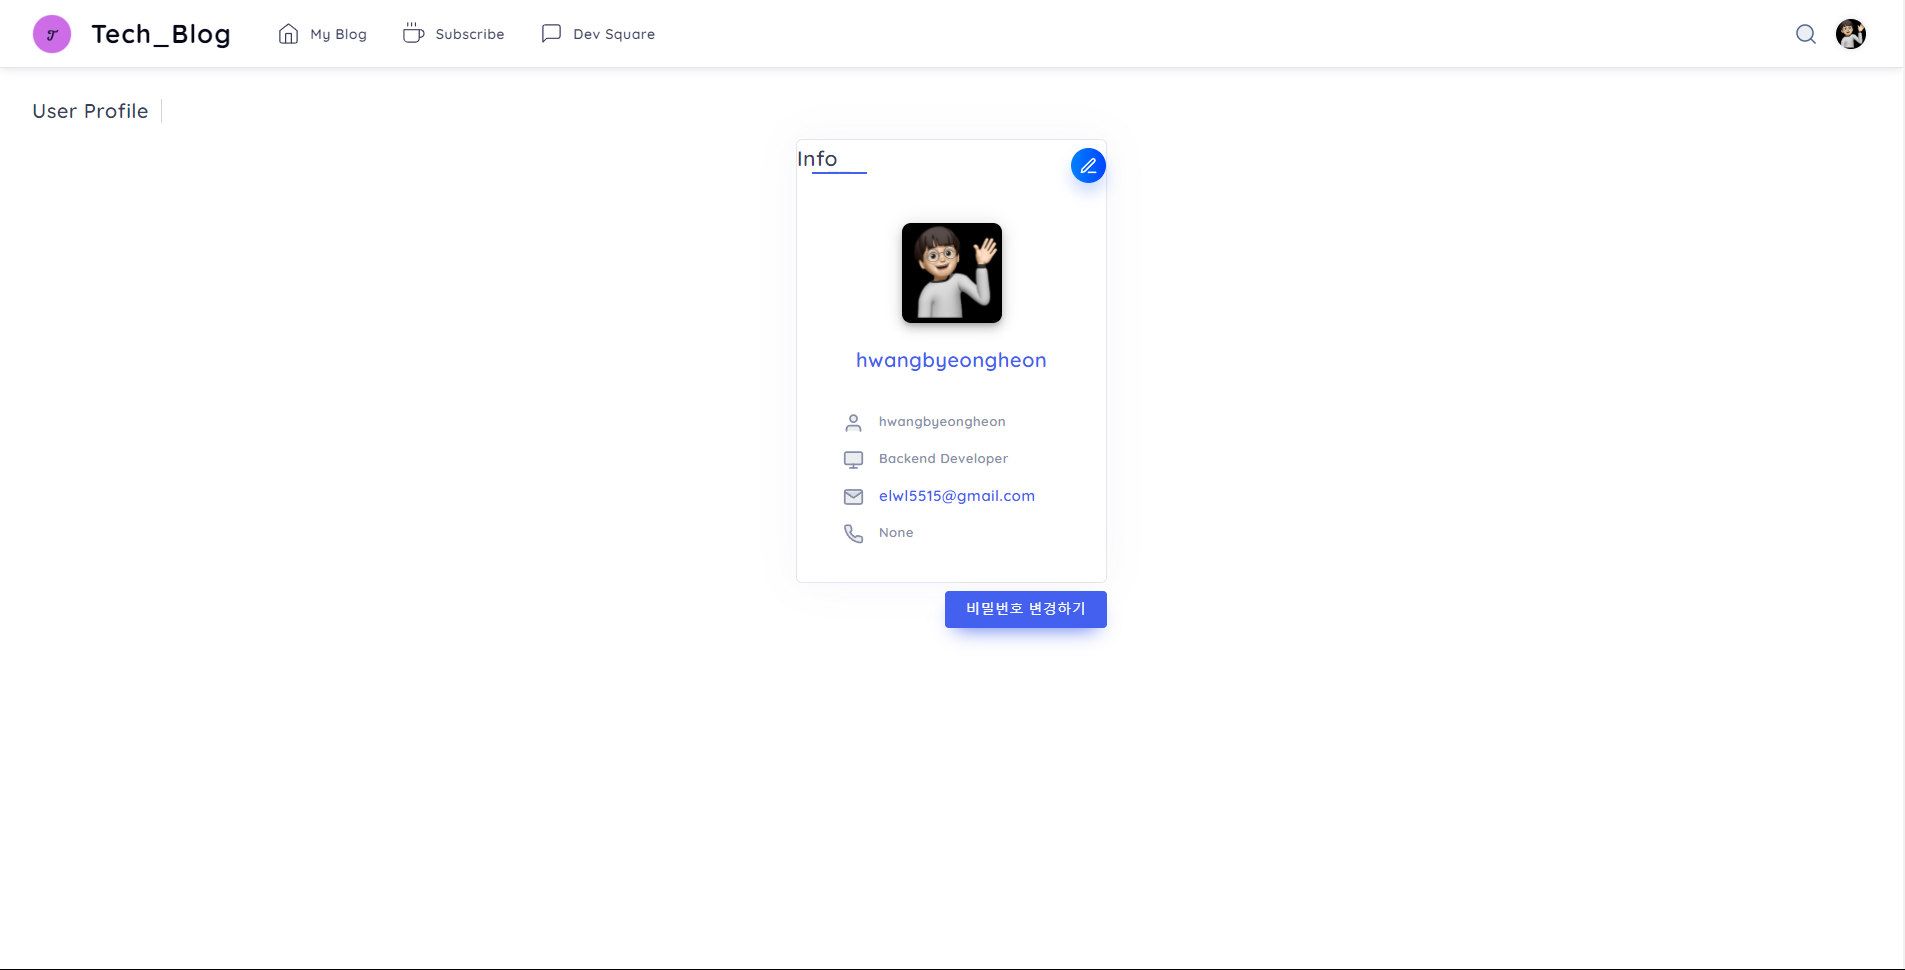 T Tech_Blog My Blog Subscribe Dev Square
User Profile
Info
hwangbyeongheon
hwangbyeongheon
Backend Developer
elwl5515@gmail.com
None
비밀번호 변경하기